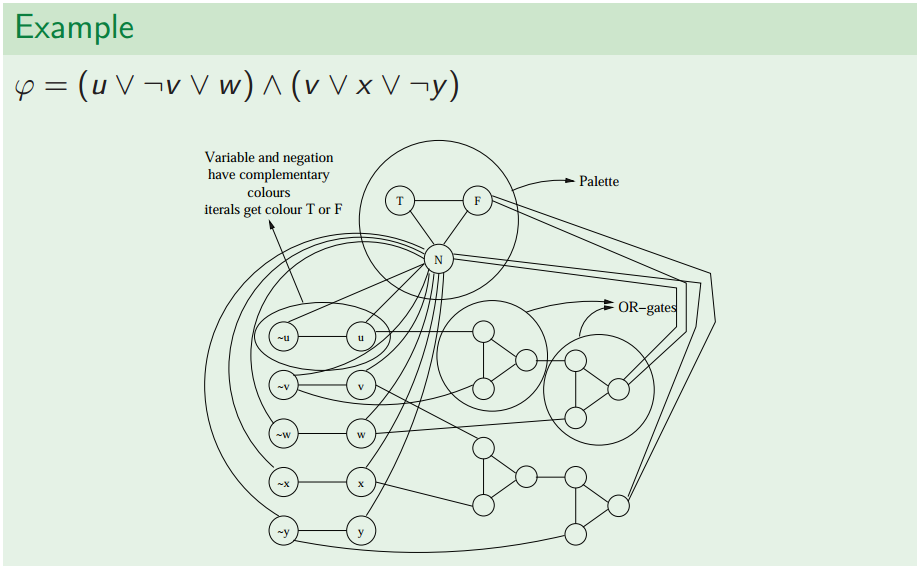 Example
φ = (u ∨ ¬v ∨ w) ∧ (v ∨ x ∨ ¬y)
Variable and negation
have complementary
colours
iterals get colour T or F
Palette
T
F
N
OR−gates
~u
u
~v
v
~w
w
~x
x
~y
y